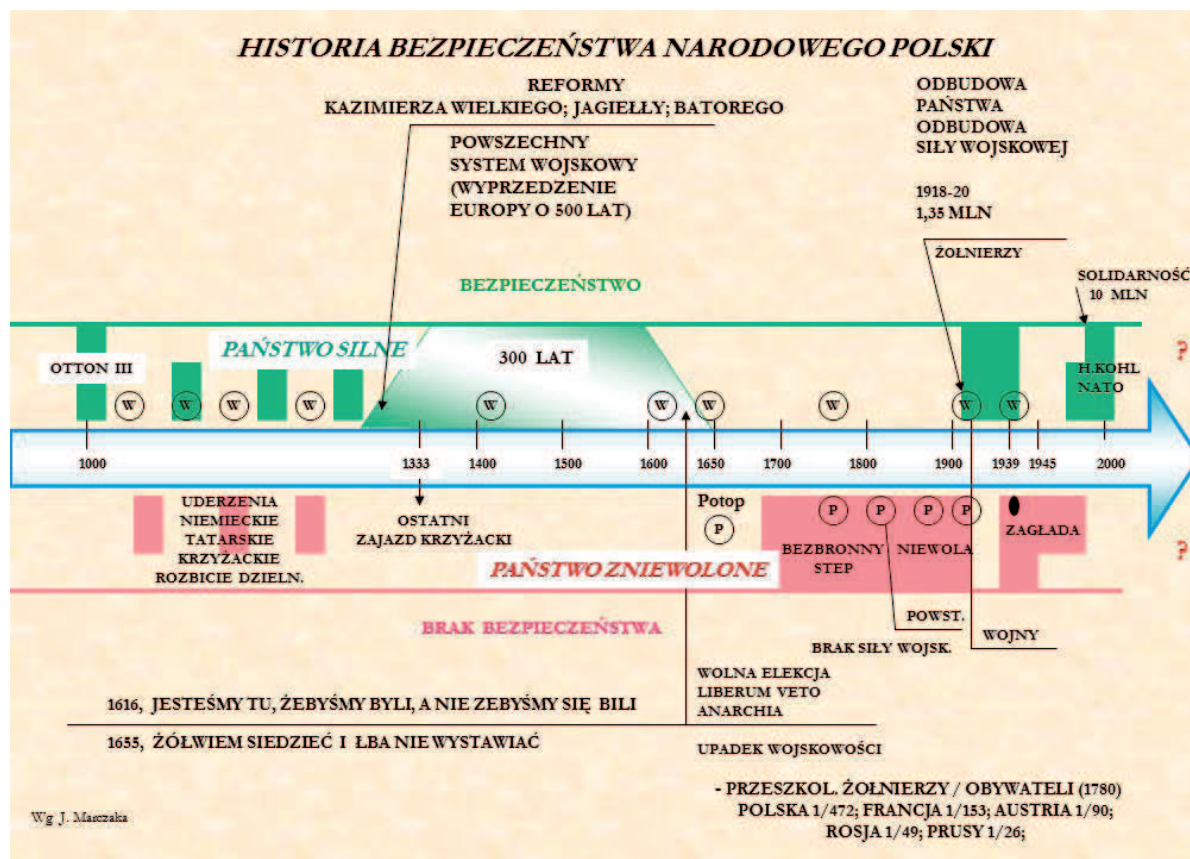 HISTORIA BEZPIECZEŃSTWA NARODOWEGO POLSKI
REFORMY
KAZIMIERZA WIELKIEGO; JAGIEŁŁY; BATOREGO
POWSZECHNY
SYSTEM WOJSKOWY
(WYPRZEDZENIE
EUROPY O 500 LAT)
ODBUDOWA
PAŃSTWA
ODBUDOWA
SIŁY WOJSKOWEJ
1918-20
1,35 MLN
ŻOŁNIERZY
SOLIDARNOŚĆ
10 MLN
BEZPIECZEŃSTWO
PAŃSTWO SILNE
300 LAT
OTTON III
H.KOHL
NATO
?
W W W W W W W W W W
1000 1333 1400 1500 1600 1650 1700 1800 1900 1939 1945 2000
UDERZENIA
NIEMIECKIE
TATARSKIE
KRZYŻACKIE
ROZBICIE DZIELN.
OSTATNI
ZAJAZD KRZYŻACKI
Potop
P
P P P P
BEZBRONNY
STEP
NIEWOLA
ZAGŁADA
?
PAŃSTWO ZNIEWOLONE
BRAK BEZPIECZEŃSTWA
POWST.
BRAK SIŁY WOJSK.
WOJNY
WOLNA ELEKCJA
LIBERUM VETO
ANARCHIA
1616, JESTEŚMY TU, ŻEBYŚMY BYLI, A NIE ZEBYŚMY SIĘ BILI
1655, ŻÓŁWIEM SIEDZIEĆ I ŁBA NIE WYSTAWIAĆ
UPADEK WOJSKOWOŚCI
- PRZESZKOL. ŻOŁNIERZY / OBYWATELI (1780)
POLSKA 1/472; FRANCJA 1/153; AUSTRIA 1/90;
ROSJA 1/49; PRUSY 1/26;
Wg J. Marczaka